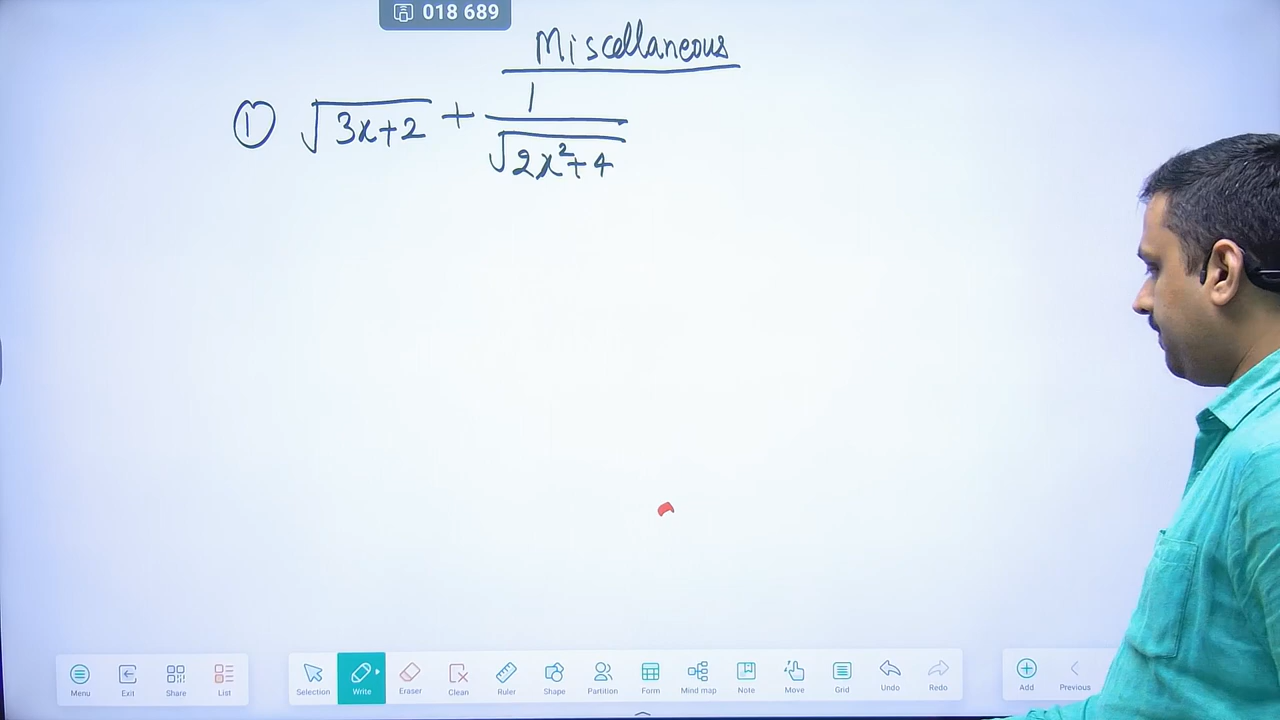 018 689
Miscellaneous
① √(3x+2) + 1/√(2x²+4)
Menu Exit Share List Selection Write Eraser Clean Ruler Shape Partition Form Mind map Note Move Grid Undo Redo Add Previous